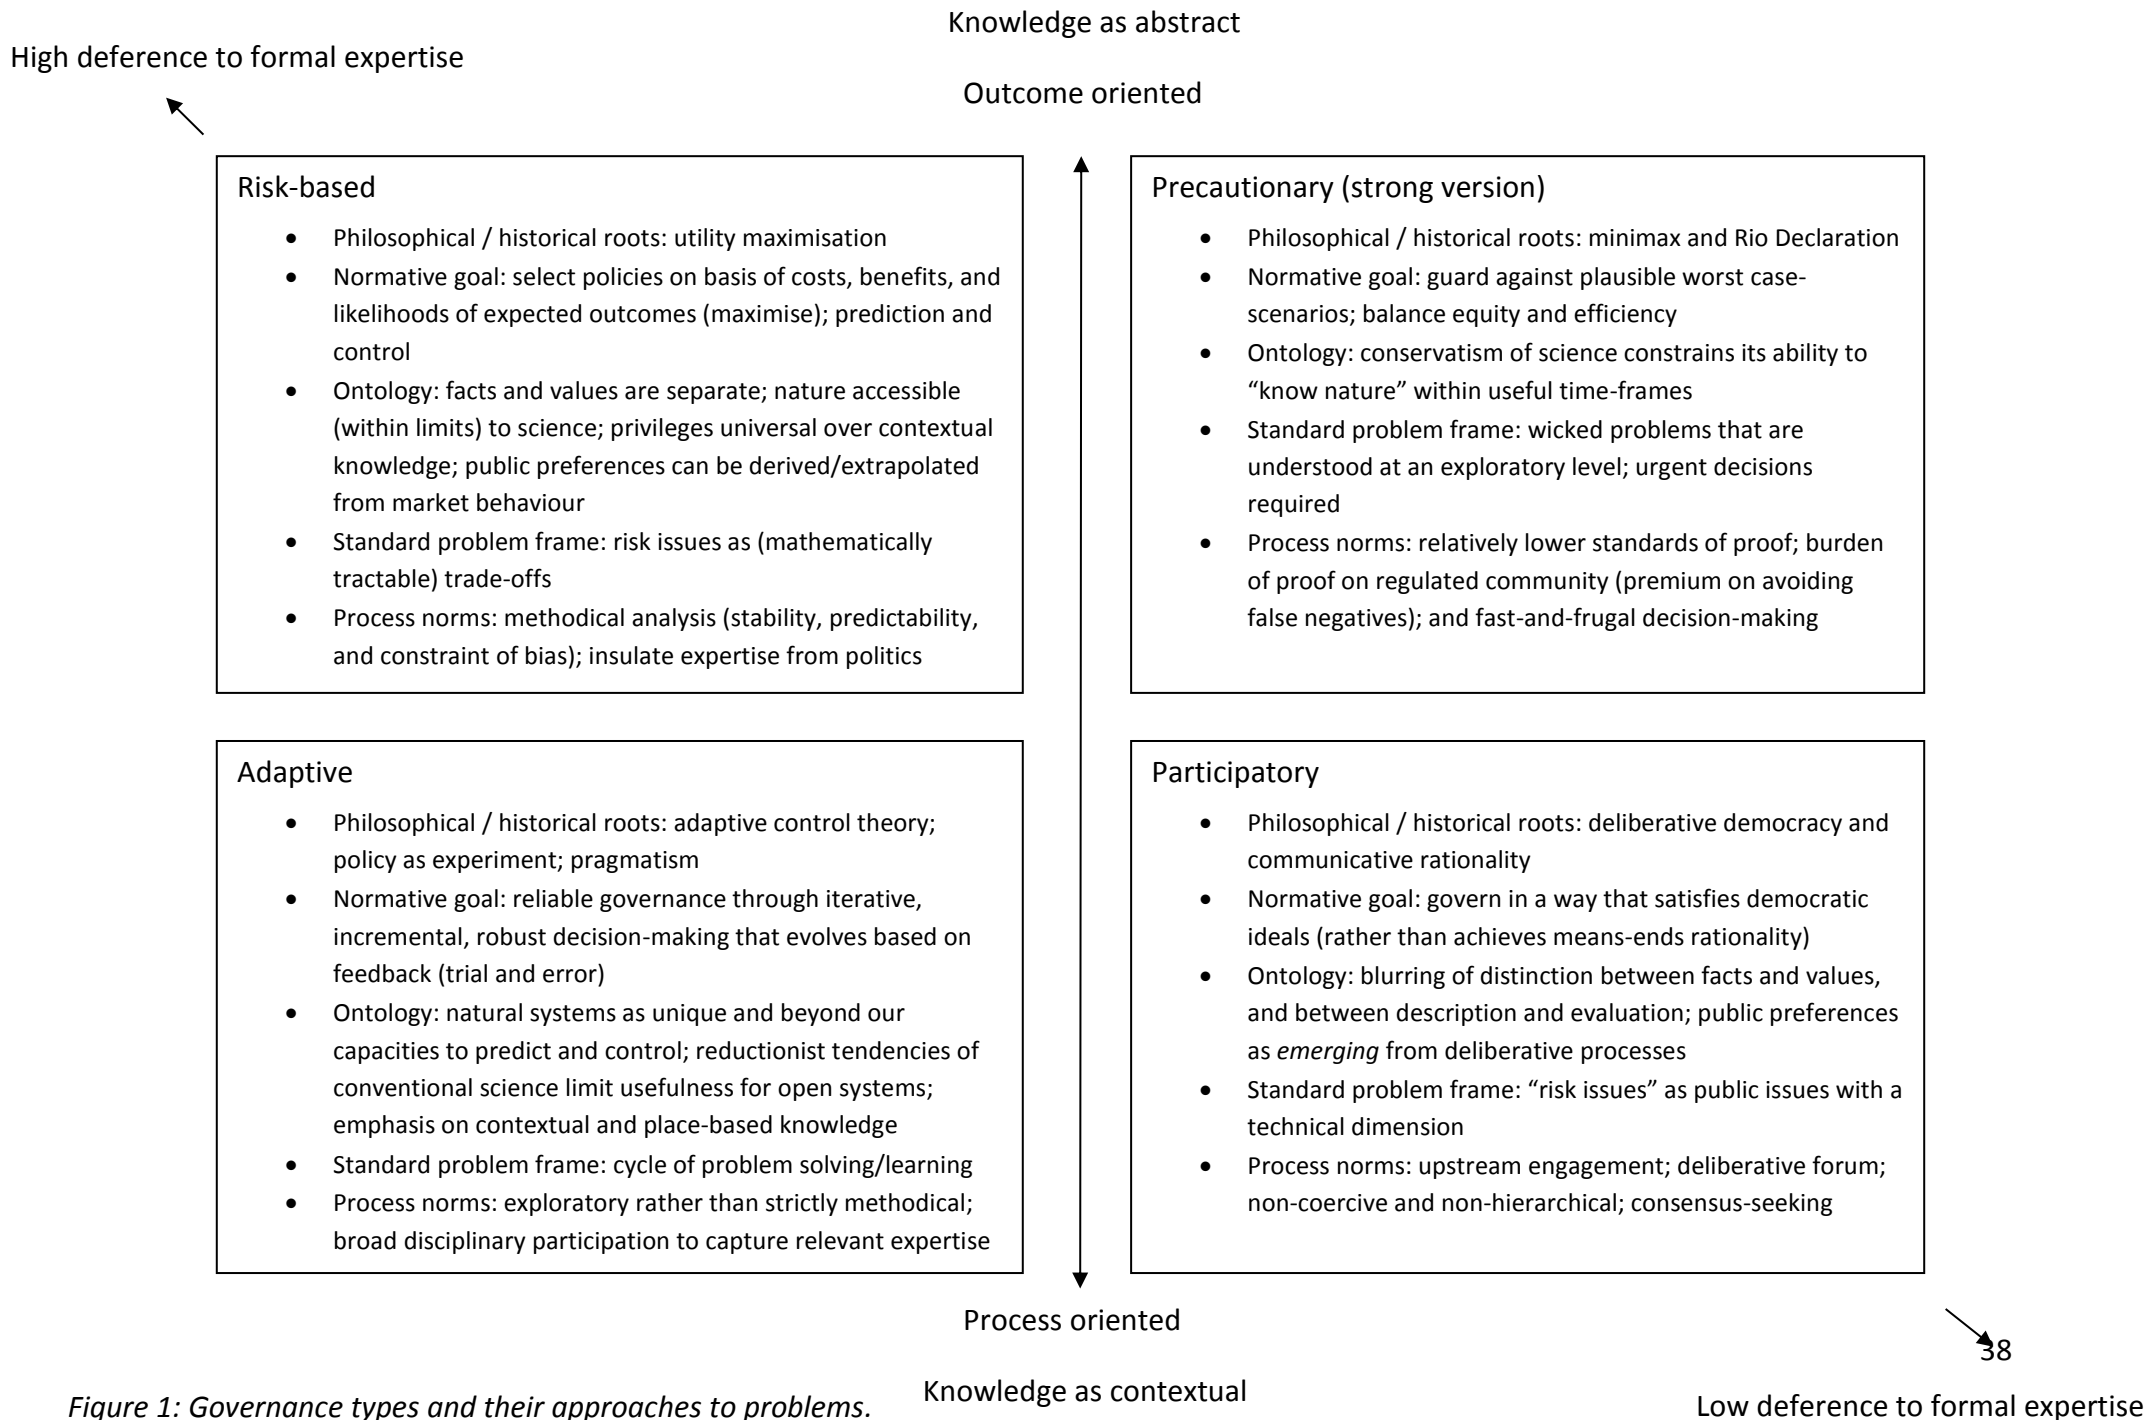 Knowledge as abstract
High deference to formal expertise
Outcome oriented
Risk-based
• Philosophical / historical roots: utility maximisation
• Normative goal: select policies on basis of costs, benefits, and
likelihoods of expected outcomes (maximise); prediction and
control
• Ontology: facts and values are separate; nature accessible
(within limits) to science; privileges universal over contextual
knowledge; public preferences can be derived/extrapolated
from market behaviour
• Standard problem frame: risk issues as (mathematically
tractable) trade-offs
• Process norms: methodical analysis (stability, predictability,
and constraint of bias); insulate expertise from politics
Precautionary (strong version)
• Philosophical / historical roots: minimax and Rio Declaration
• Normative goal: guard against plausible worst case-
scenarios; balance equity and efficiency
• Ontology: conservatism of science constrains its ability to
“know nature” within useful time-frames
• Standard problem frame: wicked problems that are
understood at an exploratory level; urgent decisions
required
• Process norms: relatively lower standards of proof; burden
of proof on regulated community (premium on avoiding
false negatives); and fast-and-frugal decision-making
Adaptive
• Philosophical / historical roots: adaptive control theory;
policy as experiment; pragmatism
• Normative goal: reliable governance through iterative,
incremental, robust decision-making that evolves based on
feedback (trial and error)
• Ontology: natural systems as unique and beyond our
capacities to predict and control; reductionist tendencies of
conventional science limit usefulness for open systems;
emphasis on contextual and place-based knowledge
• Standard problem frame: cycle of problem solving/learning
• Process norms: exploratory rather than strictly methodical;
broad disciplinary participation to capture relevant expertise
Participatory
• Philosophical / historical roots: deliberative democracy and
communicative rationality
• Normative goal: govern in a way that satisfies democratic
ideals (rather than achieves means-ends rationality)
• Ontology: blurring of distinction between facts and values,
and between description and evaluation; public preferences
as emerging from deliberative processes
• Standard problem frame: “risk issues” as public issues with a
technical dimension
• Process norms: upstream engagement; deliberative forum;
non-coercive and non-hierarchical; consensus-seeking
Process oriented
38
Knowledge as contextual
Figure 1: Governance types and their approaches to problems.
Low deference to formal expertise